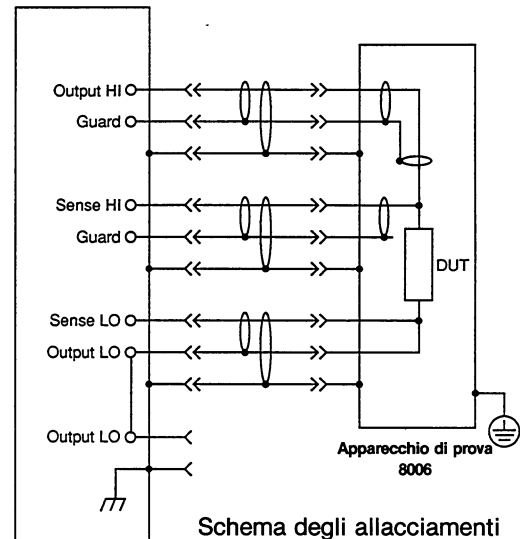 Output HI
Guard
Sense HI
Guard
DUT
Sense LO
Output LO
Output LO
Apparecchio di prova
8006
Schema degli allacciamenti